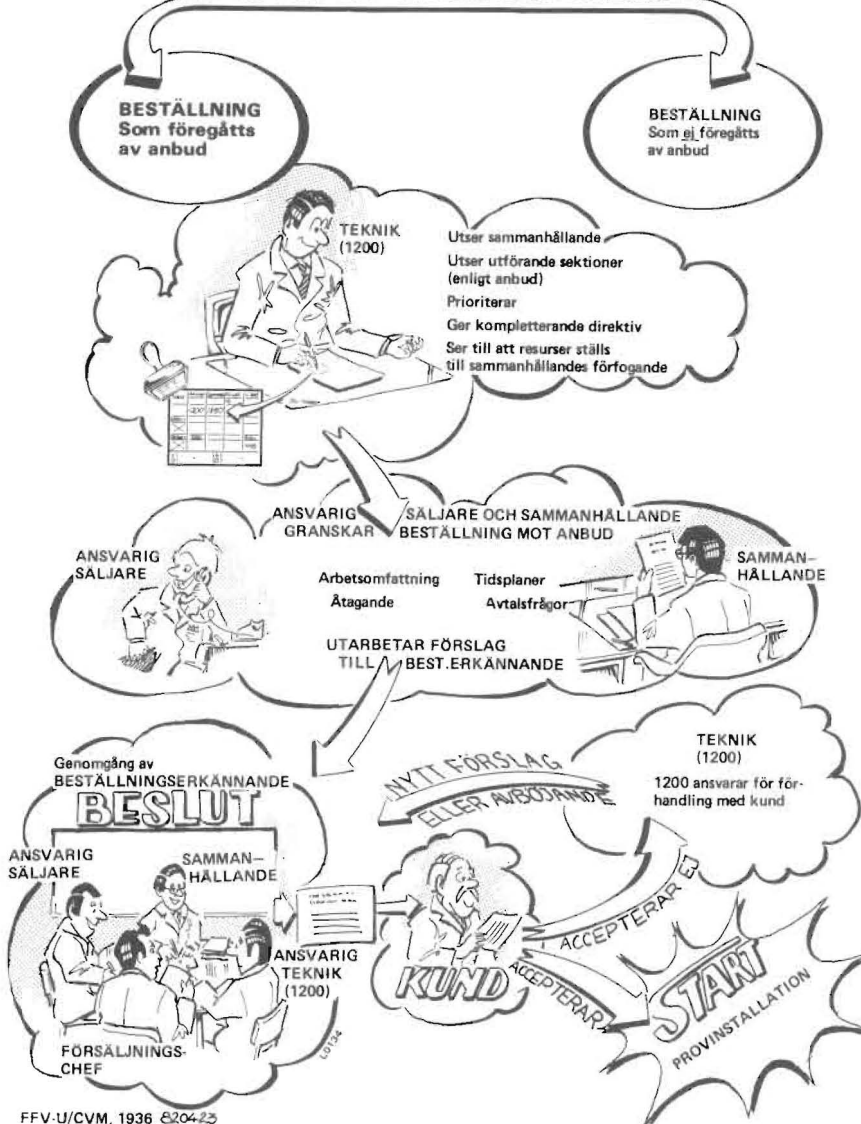 BESTÄLLNING
Som föregåtts
av anbud
BESTÄLLNING
Som ej föregåtts
av anbud
TEKNIK
(1200)
Utser sammanhållande
Utser utförande sektioner
(enligt anbud)
Prioriterar
Ger kompletterande direktiv
Ser till att resurser ställs
till sammanhållandes förfogande
ANSVARIG SÄLJARE OCH SAMMANHÅLLANDE
GRANSKAR BESTÄLLNING MOT ANBUD
ANSVARIG
SÄLJARE
Arbetsomfattning Tidsplaner
Åtagande Avtalsfrågor
SAMMAN-
HÅLLANDE
UTARBETAR FÖRSLAG
TILL BEST.ERKÄNNANDE
Genomgång av
BESTÄLLNINGSERKÄNNANDE
BESLUT
ANSVARIG
SÄLJARE
SAMMAN-
HÅLLANDE
ANSVARIG
TEKNIK
(1200)
FÖRSÄLJNINGS-
CHEF
L0134
NYTT FÖRSLAG
ELLER AVBÖJANDE
KUND
TEKNIK
(1200)
1200 ansvarar för för-
handling med kund
ACCEPTERAR EJ
ACCEPTERAR
START
PROVINSTALLATION
FFV-U/CVM, 1936 820423